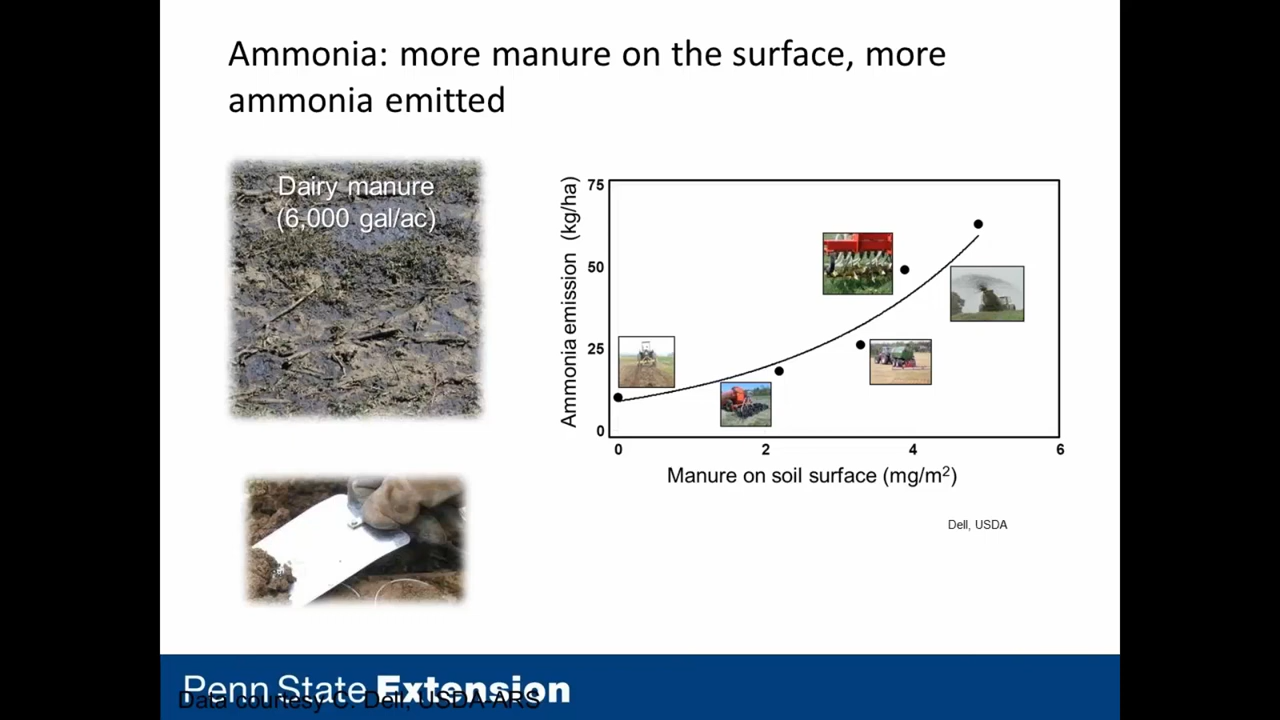 Ammonia: more manure on the surface, more
ammonia emitted
Dairy manure
(6,000 gal/ac)
Ammonia emission (kg/ha)
75
50
25
0
0 2 4 6
Manure on soil surface (mg/m²)
Dell, USDA
Penn State Extension
Data courtesy C. Dell, USDA-ARS